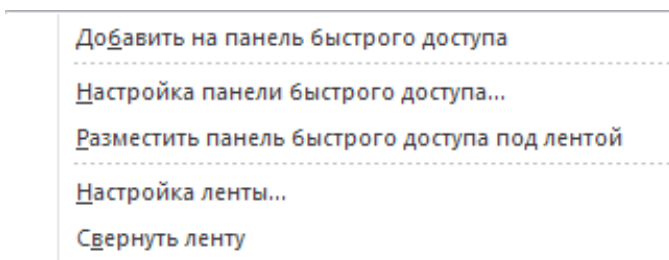 Добавить на панель быстрого доступа
Настройка панели быстрого доступа...
Разместить панель быстрого доступа под лентой
Настройка ленты...
Свернуть ленту